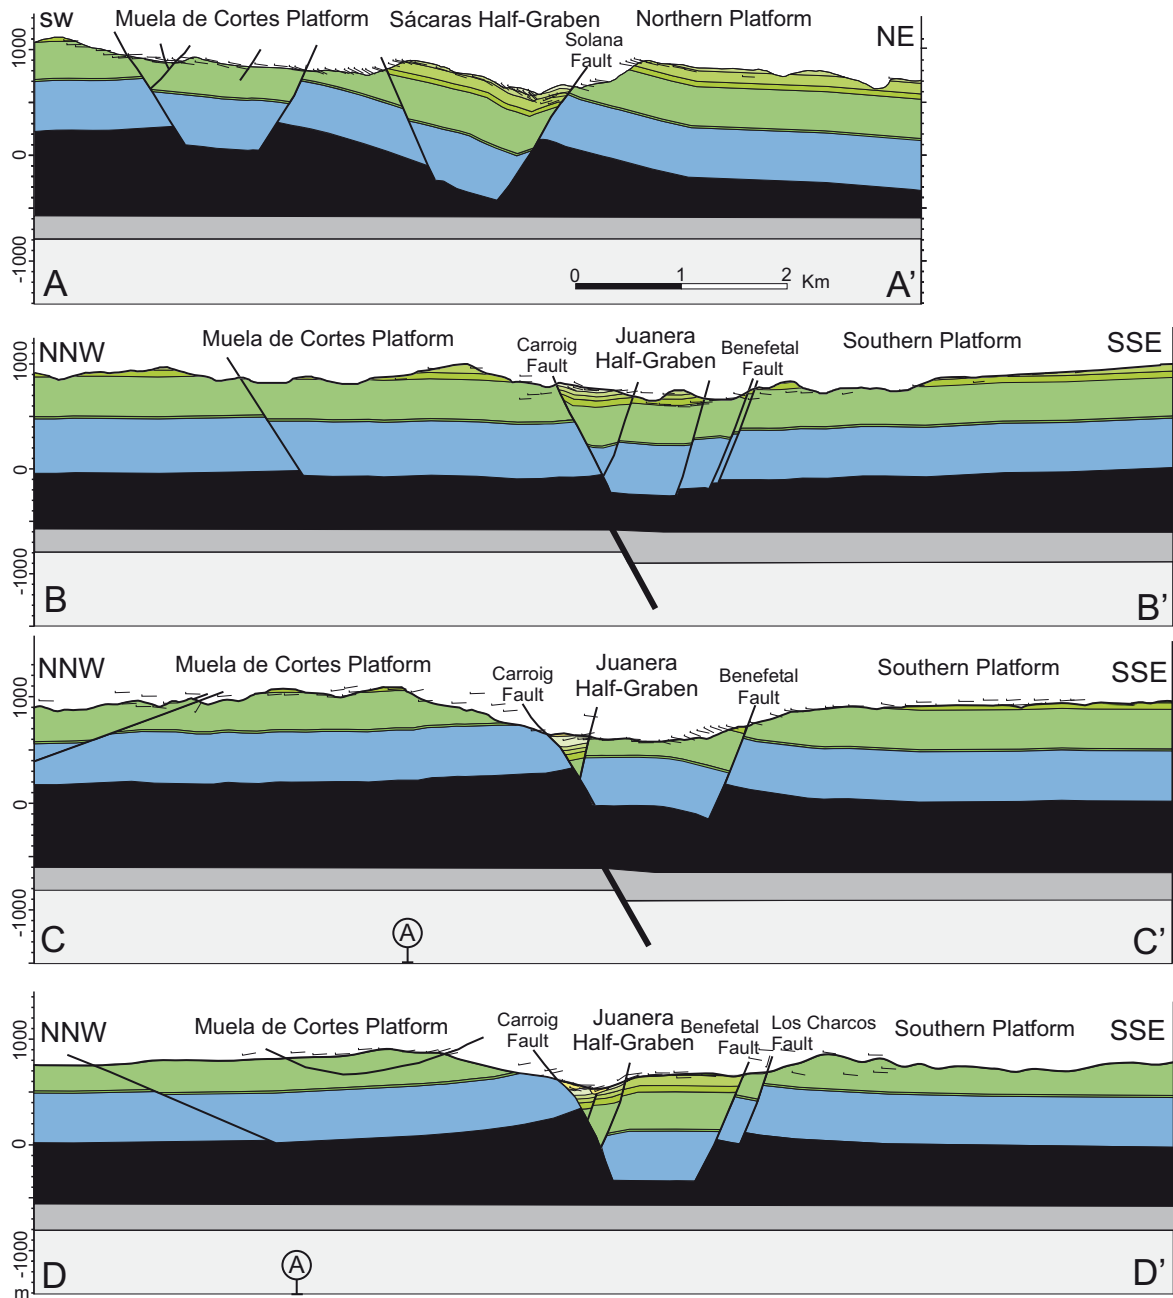 SW
Muela de Cortes Platform
Sácaras Half-Graben
Northern Platform
NE
Solana
Fault
1000
0
-1000
A
0
1
2
Km
A'
NNW
Muela de Cortes Platform
Carroig
Fault
Juanera
Half-Graben
Benefetal
Fault
Southern Platform
SSE
1000
0
-1000
B
B'
NNW
Muela de Cortes Platform
Carroig
Fault
Juanera
Half-Graben
Benefetal
Fault
Southern Platform
SSE
1000
0
-1000
C
A
C'
NNW
Muela de Cortes Platform
Carroig
Fault
Juanera
Half-Graben
Benefetal
Fault
Los Charcos
Fault
Southern Platform
SSE
1000
0
-1000
m
D
A
D'